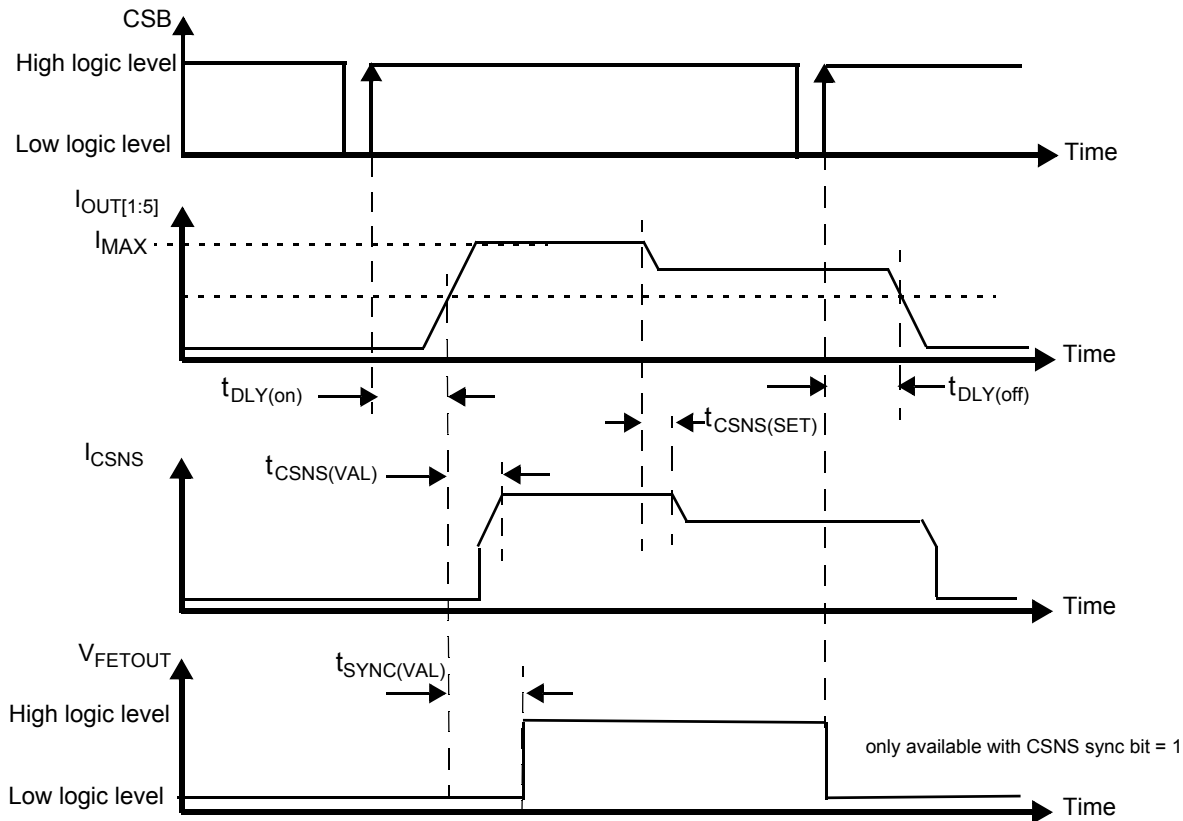 CSB
High logic level
Low logic level
Time
IOUT[1:5]
IMAX
Time
tDLY(on)
tDLY(off)
tCSNS(SET)
ICSNS
tCSNS(VAL)
Time
VFETOUT
tSYNC(VAL)
High logic level
only available with CSNS sync bit = 1
Low logic level
Time